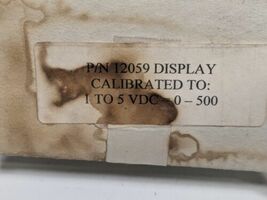 P/N 12059 DISPLAY
CALIBRATED TO:
1 TO 5 VDC – 0 – 500